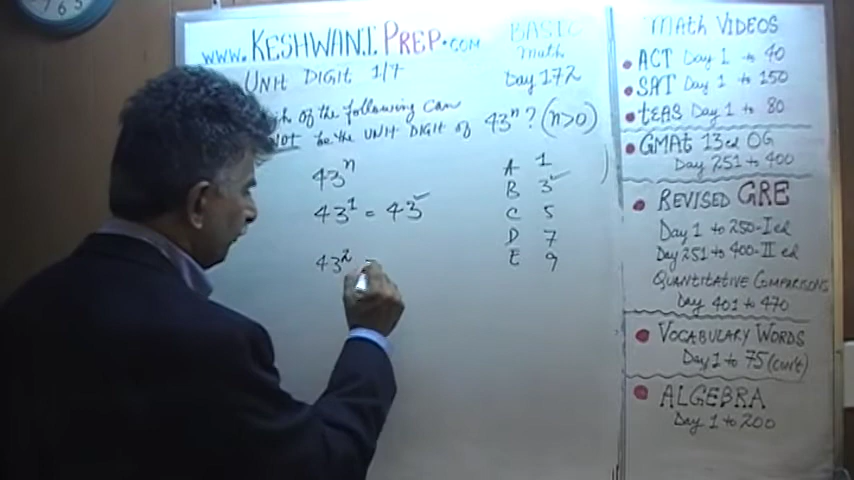 7 6 5
www.KESHWANI.PREP.COM
UNIT DIGIT 1/7
BASIC
Math
Day 172
of the following can
NOT be the UNIT DIGIT of 43ⁿ? (n>0)
43ⁿ
43¹ = 43 ✓
43²
A 1
B 3 ✓
C 5
D 7
E 9
MATH VIDEOS
• ACT Day 1 to 40
• SAT Day 1 to 150
• tEAS Day 1 to 80
• GMAT 13 ed OG
Day 251 to 400
• REVISED GRE
Day 1 to 250-I ed
Day 251 to 400-II ed
QUANTITATIVE COMPARISONS
Day 401 to 470
• VOCABULARY WORDS
Day 1 to 75 (con't)
• ALGEBRA
Day 1 to 200